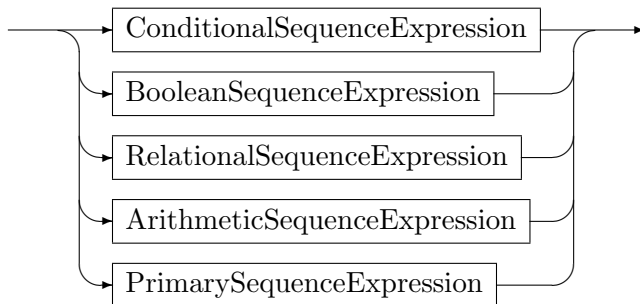 ConditionalSequenceExpression
BooleanSequenceExpression
RelationalSequenceExpression
ArithmeticSequenceExpression
PrimarySequenceExpression